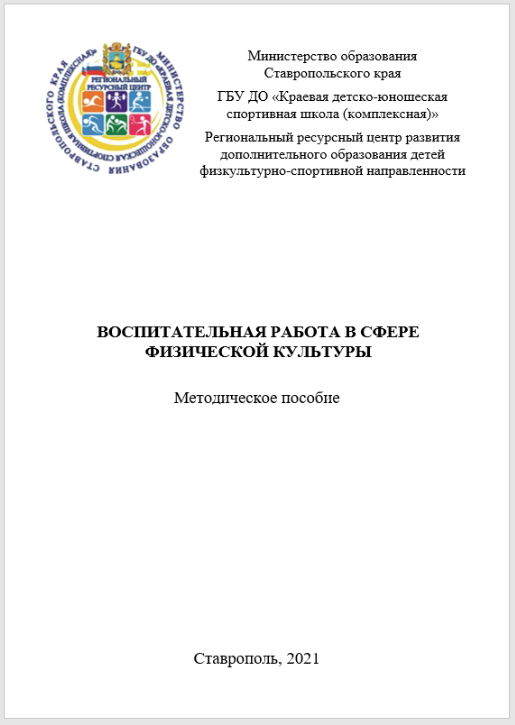 МИНИСТЕРСТВО ОБРАЗОВАНИЯ СТАВРОПОЛЬСКОГО КРАЯ
ГБУ ДО «КРАЕВАЯ ДЕТСКО-ЮНОШЕСКАЯ СПОРТИВНАЯ ШКОЛА (КОМПЛЕКСНАЯ)»
РЕГИОНАЛЬНЫЙ
РЕСУРСНЫЙ ЦЕНТР
Министерство образования
Ставропольского края
ГБУ ДО «Краевая детско-юношеская
спортивная школа (комплексная)»
Региональный ресурсный центр развития
дополнительного образования детей
физкультурно-спортивной направленности
ВОСПИТАТЕЛЬНАЯ РАБОТА В СФЕРЕ
ФИЗИЧЕСКОЙ КУЛЬТУРЫ
Методическое пособие
Ставрополь, 2021